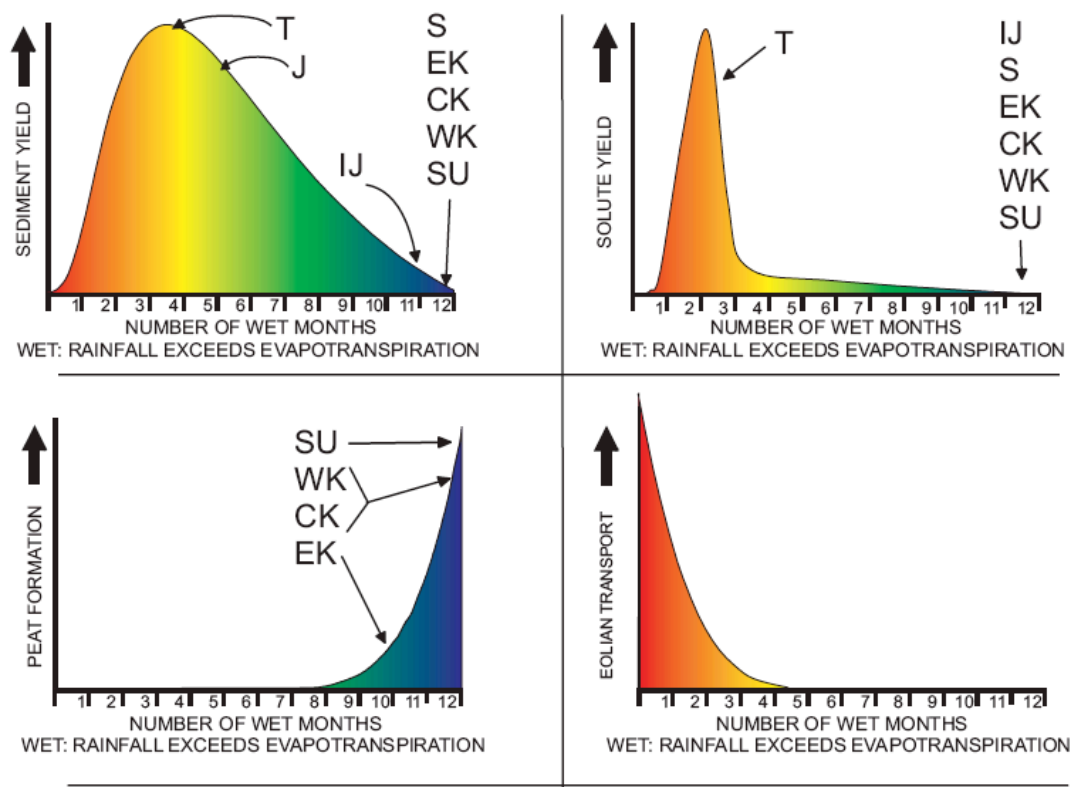 SEDIMENT YIELD
T
J
IJ
S
EK
CK
WK
SU
1 2 3 4 5 6 7 8 9 10 11 12
NUMBER OF WET MONTHS
WET: RAINFALL EXCEEDS EVAPOTRANSPIRATION
SOLUTE YIELD
T
IJ
S
EK
CK
WK
SU
1 2 3 4 5 6 7 8 9 10 11 12
NUMBER OF WET MONTHS
WET: RAINFALL EXCEEDS EVAPOTRANSPIRATION
PEAT FORMATION
SU
WK
CK
EK
1 2 3 4 5 6 7 8 9 10 11 12
NUMBER OF WET MONTHS
WET: RAINFALL EXCEEDS EVAPOTRANSPIRATION
EOLIAN TRANSPORT
1 2 3 4 5 6 7 8 9 10 11 12
NUMBER OF WET MONTHS
WET: RAINFALL EXCEEDS EVAPOTRANSPIRATION